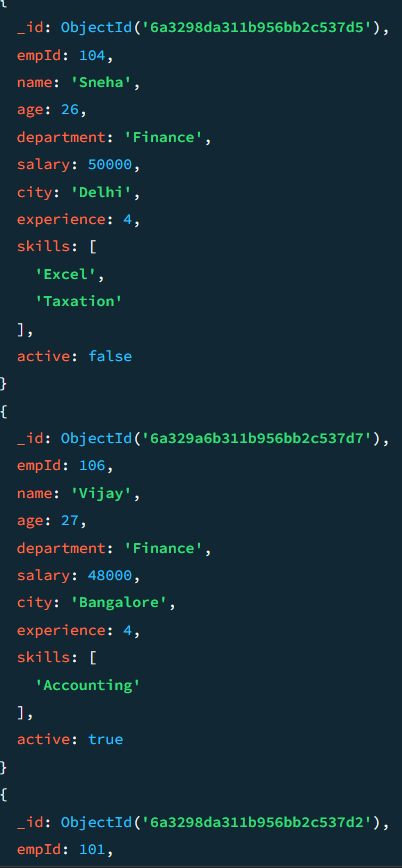 {
_id: ObjectId('6a3298da311b956bb2c537d5'),
empId: 104,
name: 'Sneha',
age: 26,
department: 'Finance',
salary: 50000,
city: 'Delhi',
experience: 4,
skills: [
'Excel',
'Taxation'
],
active: false
}
{
_id: ObjectId('6a329a6b311b956bb2c537d7'),
empId: 106,
name: 'Vijay',
age: 27,
department: 'Finance',
salary: 48000,
city: 'Bangalore',
experience: 4,
skills: [
'Accounting'
],
active: true
}
{
_id: ObjectId('6a3298da311b956bb2c537d2'),
empId: 101,